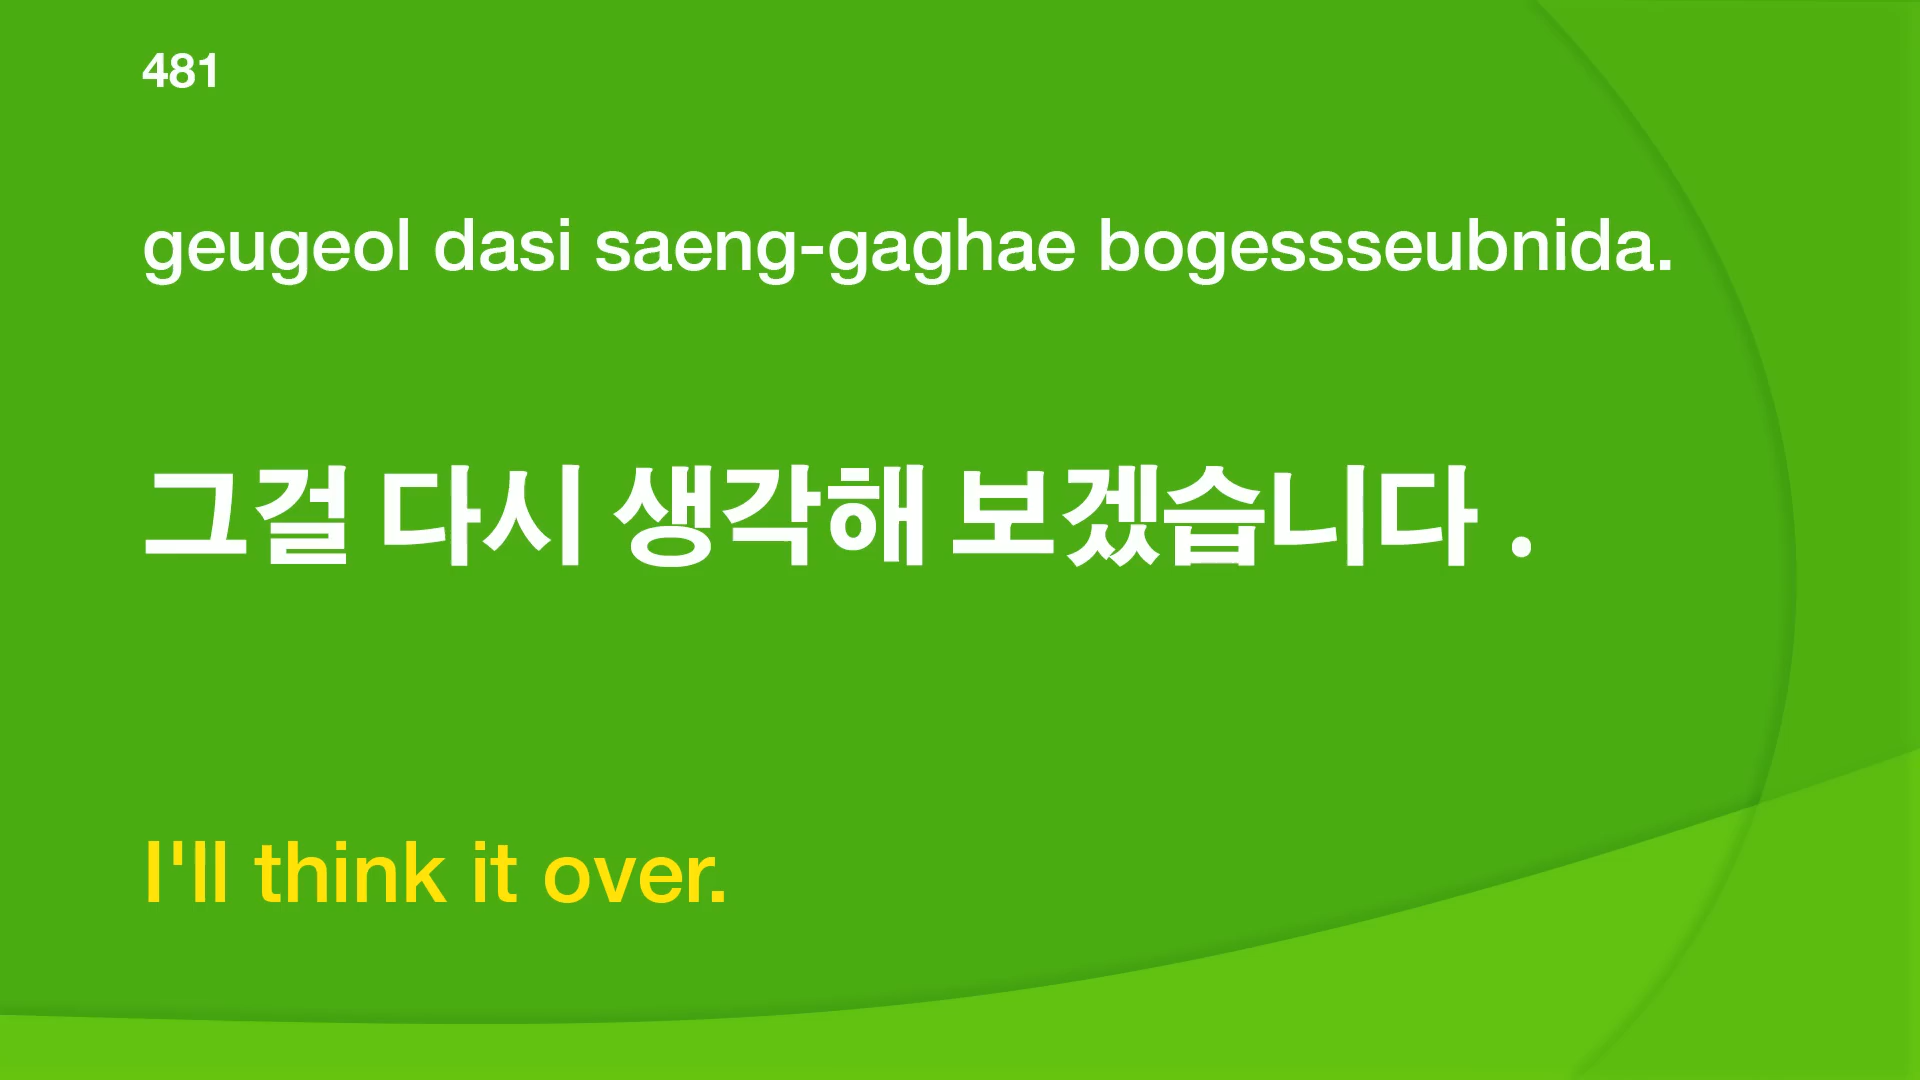 481
geugeol dasi saeng-gaghae bogessseubnida.
그걸 다시 생각해 보겠습니다 .
I'll think it over.